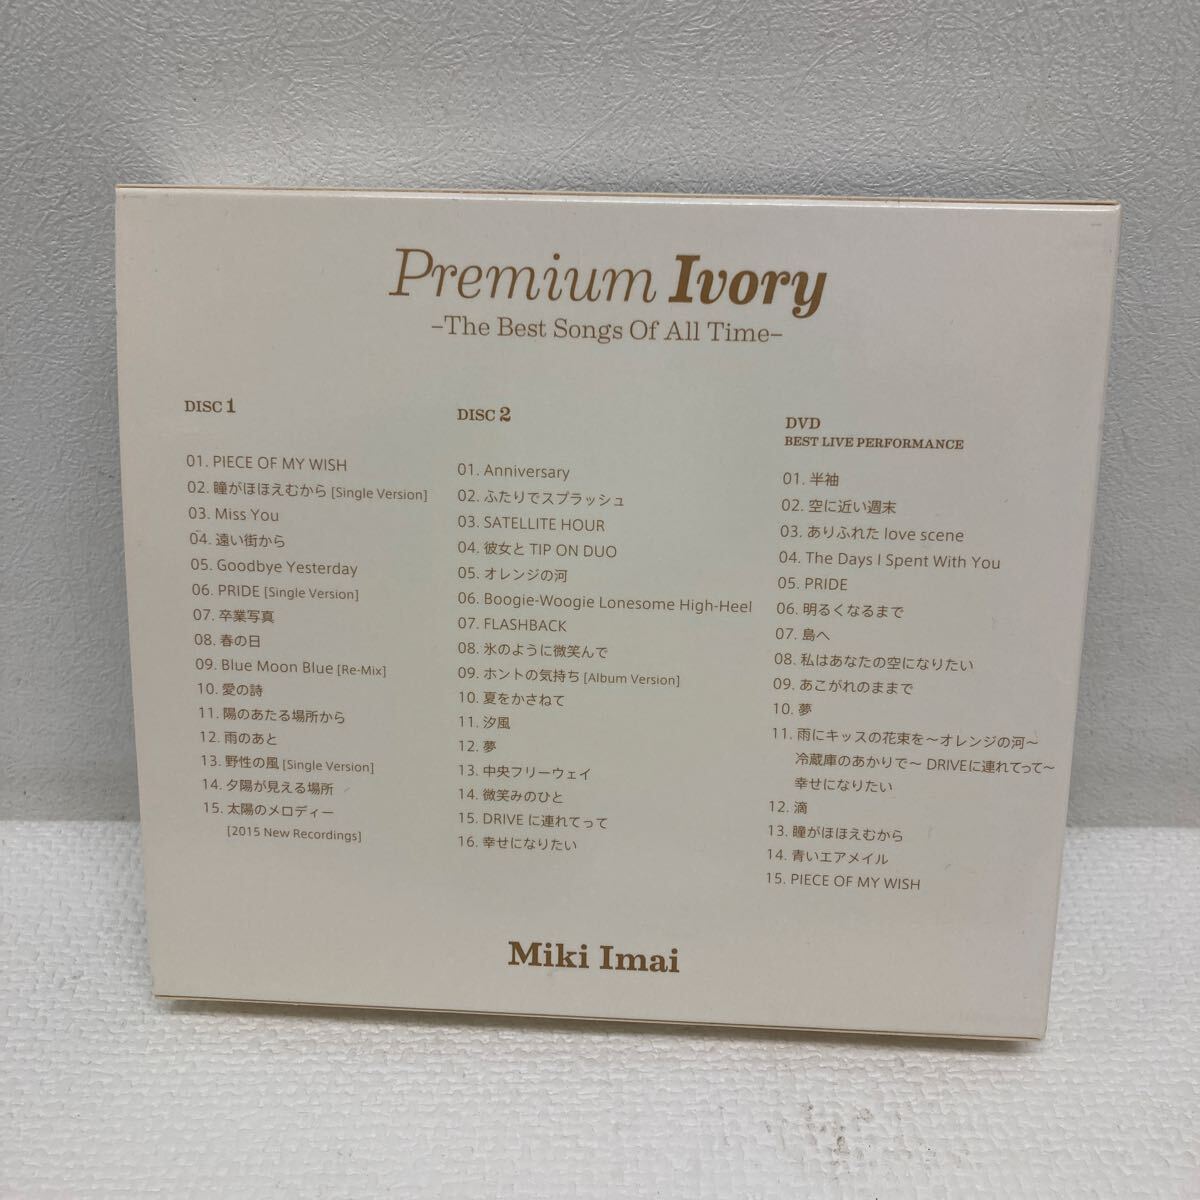 Premium Ivory
–The Best Songs Of All Time–
DISC 1
01. PIECE OF MY WISH
02. 瞳がほほえむから [Single Version]
03. Miss You
04. 遠い街から
05. Goodbye Yesterday
06. PRIDE [Single Version]
07. 卒業写真
08. 春の日
09. Blue Moon Blue [Re-Mix]
10. 愛の詩
11. 陽のあたる場所から
12. 雨のあと
13. 野性の風 [Single Version]
14. 夕陽が見える場所
15. 太陽のメロディー
[2015 New Recordings]
DISC 2
01. Anniversary
02. ふたりでスプラッシュ
03. SATELLITE HOUR
04. 彼女と TIP ON DUO
05. オレンジの河
06. Boogie-Woogie Lonesome High-Heel
07. FLASHBACK
08. 氷のように微笑んで
09. ホントの気持ち [Album Version]
10. 夏をかさねて
11. 汐風
12. 夢
13. 中央フリーウェイ
14. 微笑みのひと
15. DRIVE に連れてって
16. 幸せになりたい
DVD
BEST LIVE PERFORMANCE
01. 半袖
02. 空に近い週末
03. ありふれた love scene
04. The Days I Spent With You
05. PRIDE
06. 明るくなるまで
07. 島へ
08. 私はあなたの空になりたい
09. あこがれのままで
10. 夢
11. 雨にキッスの花束を〜オレンジの河〜
冷蔵庫のあかりで〜 DRIVEに連れてって〜
幸せになりたい
12. 滴
13. 瞳がほほえむから
14. 青いエアメイル
15. PIECE OF MY WISH
Miki Imai